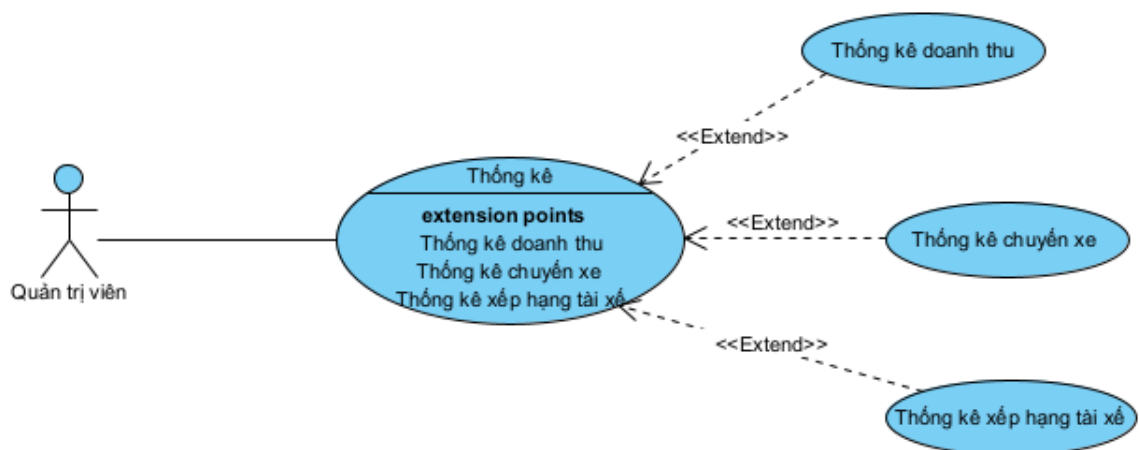 Thống kê doanh thu
<<Extend>>
Thống kê
extension points
Thống kê doanh thu
Thống kê chuyến xe
Thống kê xếp hạng tài xế
<<Extend>>
Thống kê chuyến xe
Quản trị viên
<<Extend>>
Thống kê xếp hạng tài xế